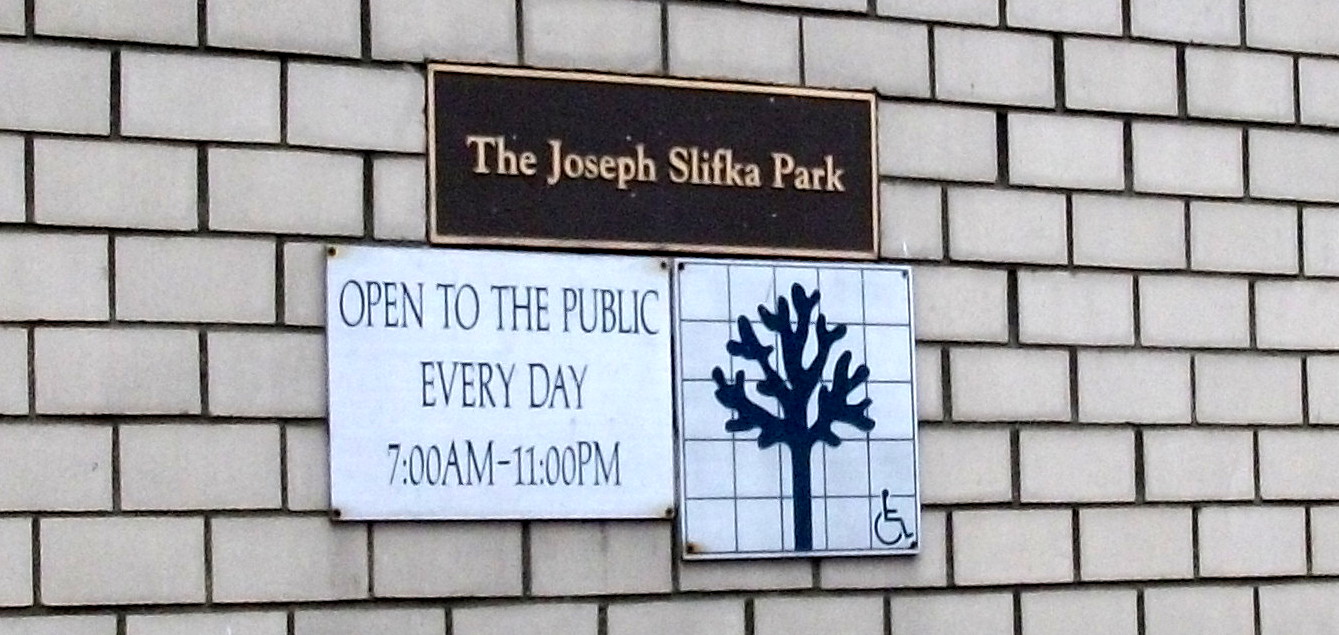 The Joseph Slifka Park
OPEN TO THE PUBLIC
EVERY DAY
7:00AM-11:00PM